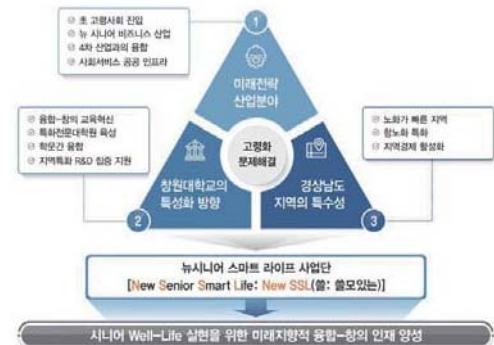 1
초 고령사회 진입
뉴 시니어 비즈니스 산업
4차 산업과의 융합
사회서비스 공공 인프라
미래전략
산업분야
융합-창의 교육혁신
특화전문대학원 육성
학문간 융합
지역특화 R&D 집중 지원
노화가 빠른 지역
항노화 특화
지역경제 활성화
고령화
문제해결
창원대학교의
특성화 방향
경상남도
지역의 특수성
2
3
뉴시니어 스마트 라이프 사업단
[New Senior Smart Life: New SSL(쓸: 쓸모있는)]
시니어 Well-Life 실현을 위한 미래지향적 융합-창의 인재 양성